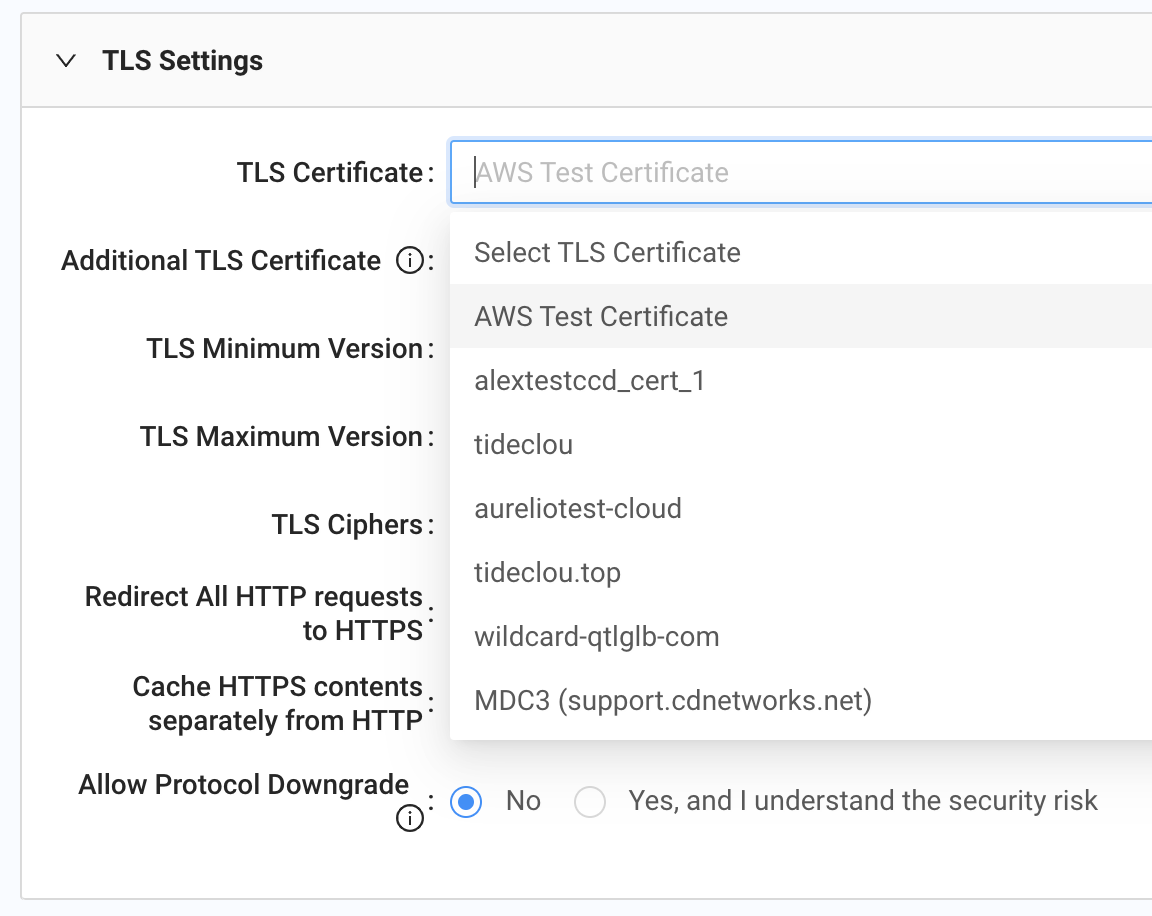 TLS Settings
TLS Certificate :
AWS Test Certificate
Additional TLS Certificate :
Select TLS Certificate
AWS Test Certificate
TLS Minimum Version :
alextestccd_cert_1
TLS Maximum Version :
tideclou
aureliotest-cloud
TLS Ciphers :
tideclou.top
Redirect All HTTP requests
to HTTPS :
wildcard-qtlglb-com
Cache HTTPS contents
separately from HTTP :
MDC3 (support.cdnetworks.net)
Allow Protocol Downgrade :
No
Yes, and I understand the security risk